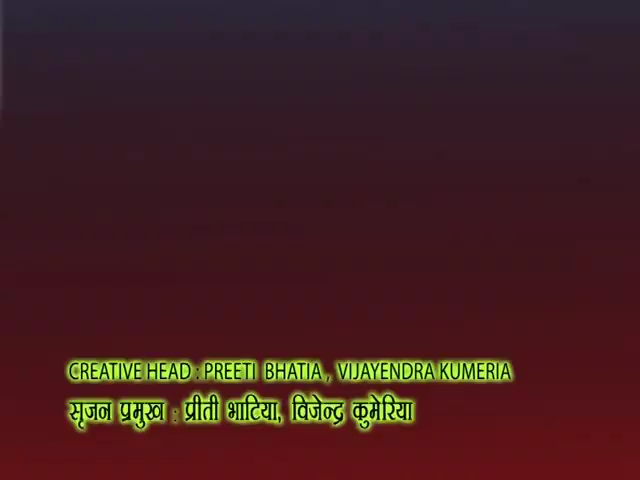 CREATIVE HEAD : PREETI BHATIA , VIJAYENDRA KUMERIA
सृजन प्रमुख : प्रीती भाटिया, विजेन्द्र कुमेरिया